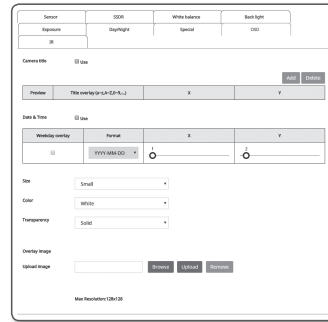 Sensor SSDR White balance Back light
Exposure Day/Night Special OSD
IR
Camera title Use
Add Delete
Preview Title overlay (a~z,A~Z,0~9,-,.) X Y
Date & Time Use
Weekday overlay Format X Y
YYYY-MM-DD 1 2
Size Small
Color White
Transparency Solid
Overlay image
Upload image Browse Upload Remove
Max Resolution:128x128